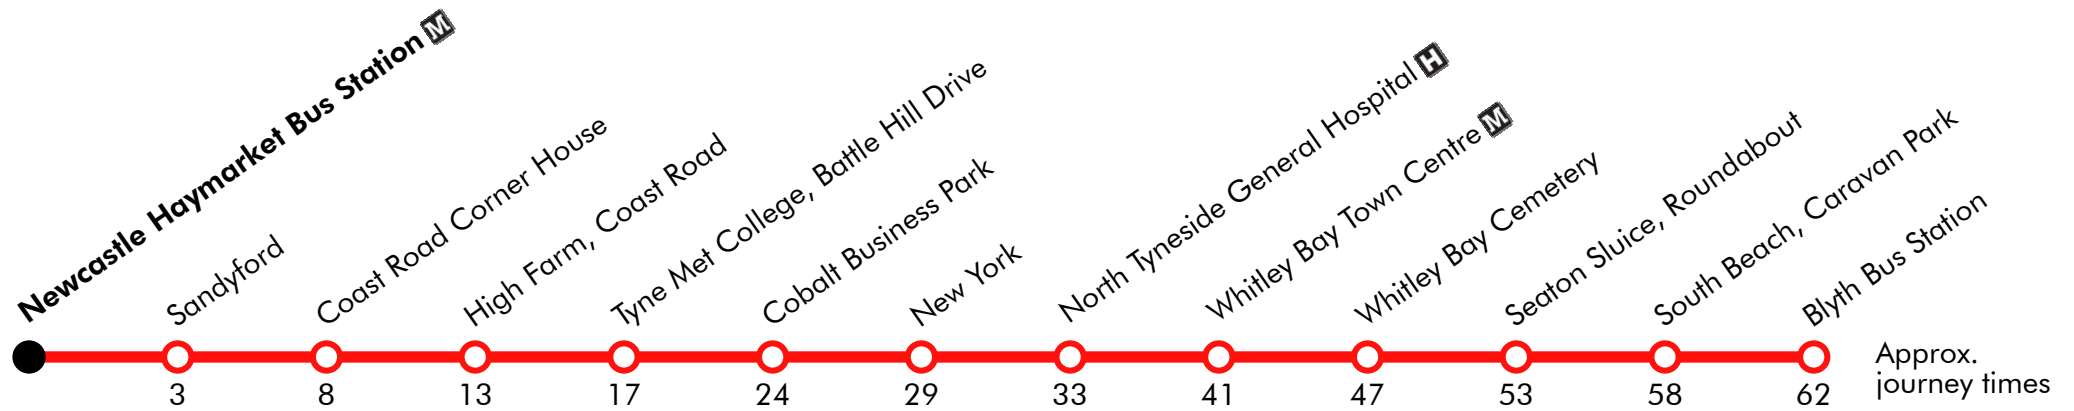 Newcastle Haymarket Bus Station M
Sandyford
Coast Road Corner House
High Farm, Coast Road
Tyne Met College, Battle Hill Drive
Cobalt Business Park
New York
North Tyneside General Hospital H
Whitley Bay Town Centre M
Whitley Bay Cemetery
Seaton Sluice, Roundabout
South Beach, Caravan Park
Blyth Bus Station
3 8 13 17 24 29 33 41 47 53 58 62
Approx.
journey times